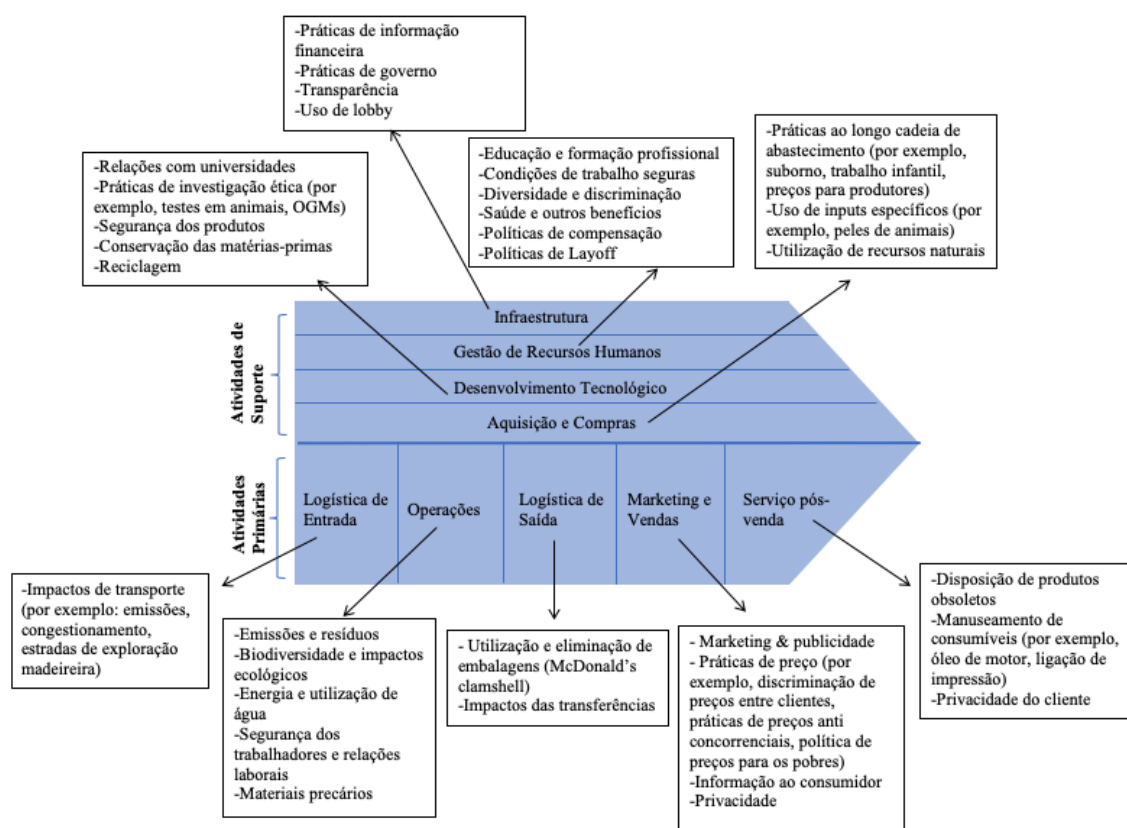 -Práticas de informação
financeira
-Práticas de governo
-Transparência
-Uso de lobby
-Relações com universidades
-Práticas de investigação ética (por
exemplo, testes em animais, OGMs)
-Segurança dos produtos
-Conservação das matérias-primas
-Reciclagem
-Educação e formação profissional
-Condições de trabalho seguras
-Diversidade e discriminação
-Saúde e outros benefícios
-Políticas de compensação
-Políticas de Layoff
-Práticas ao longo cadeia de
abastecimento (por exemplo,
suborno, trabalho infantil,
preços para produtores)
-Uso de inputs específicos (por
exemplo, peles de animais)
-Utilização de recursos naturais
Atividades de
Suporte
Infraestrutura
Gestão de Recursos Humanos
Desenvolvimento Tecnológico
Aquisição e Compras
Atividades
Primárias
Logística de
Entrada
Operações
Logística de
Saída
Marketing e
Vendas
Serviço pós-
venda
-Impactos de transporte
(por exemplo: emissões,
congestionamento,
estradas de exploração
madeireira)
-Emissões e resíduos
-Biodiversidade e impactos
ecológicos
-Energia e utilização de
água
-Segurança dos
trabalhadores e relações
laborais
-Materiais precários
- Utilização e eliminação de
embalagens (McDonald's
clamshell)
-Impactos das transferências
- Marketing & publicidade
- Práticas de preço (por
exemplo, discriminação de
preços entre clientes,
práticas de preços anti
concorrenciais, política de
preços para os pobres)
-Informação ao consumidor
-Privacidade
-Disposição de produtos
obsoletos
-Manuseamento de
consumíveis (por exemplo,
óleo de motor, ligação de
impressão)
-Privacidade do cliente